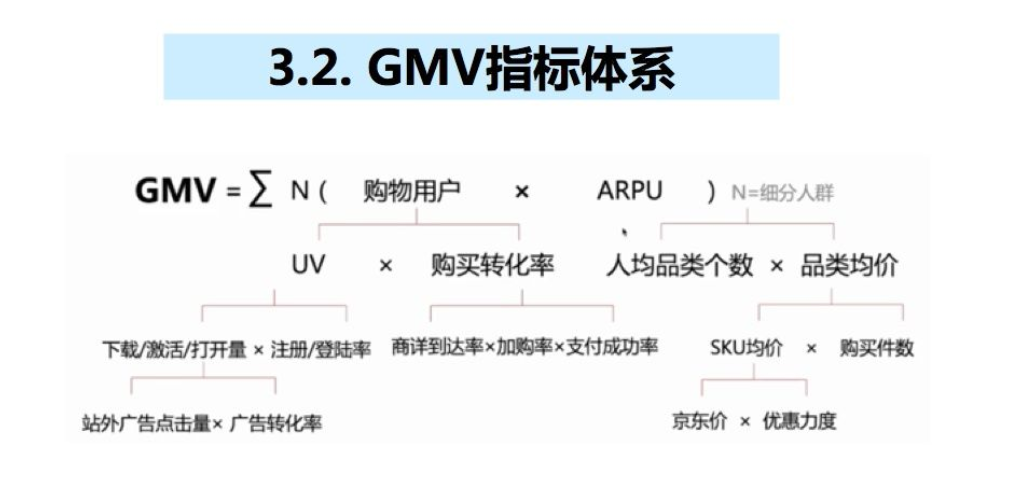 3.2. GMV指标体系
GMV = ∑ N ( 购物用户 × ARPU ) N=细分人群
UV × 购买转化率 人均品类个数 × 品类均价
下载/激活/打开量 × 注册/登陆率 商详到达率×加购率×支付成功率 SKU均价 × 购买件数
站外广告点击量× 广告转化率 京东价 × 优惠力度